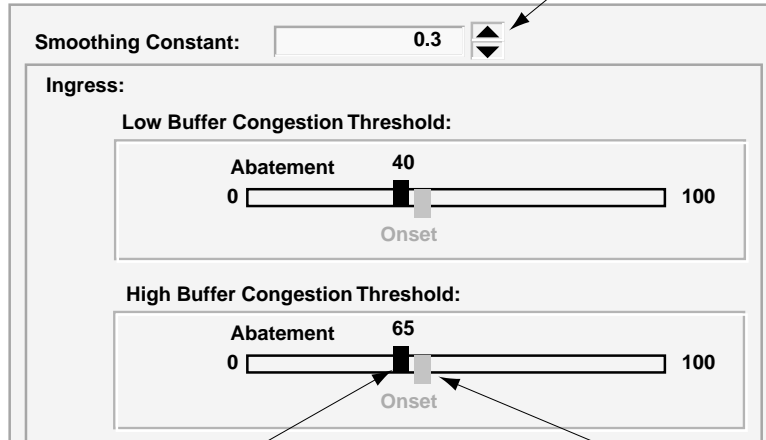 Smoothing Constant: 0.3
Ingress:
Low Buffer Congestion Threshold:
Abatement 40
0 100
Onset
High Buffer Congestion Threshold:
Abatement 65
0 100
Onset